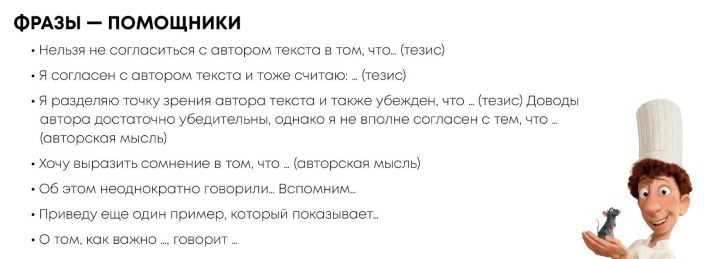 ФРАЗЫ — ПОМОЩНИКИ
• Нельзя не согласиться с автором текста в том, что... (тезис)
• Я согласен с автором текста и тоже считаю: ... (тезис)
• Я разделяю точку зрения автора текста и также убежден, что ... (тезис) Доводы
автора достаточно убедительны, однако я не вполне согласен с тем, что ...
(авторская мысль)
• Хочу выразить сомнение в том, что ... (авторская мысль)
• Об этом неоднократно говорили... Вспомним...
• Приведу еще один пример, который показывает...
• О том, как важно ..., говорит ...